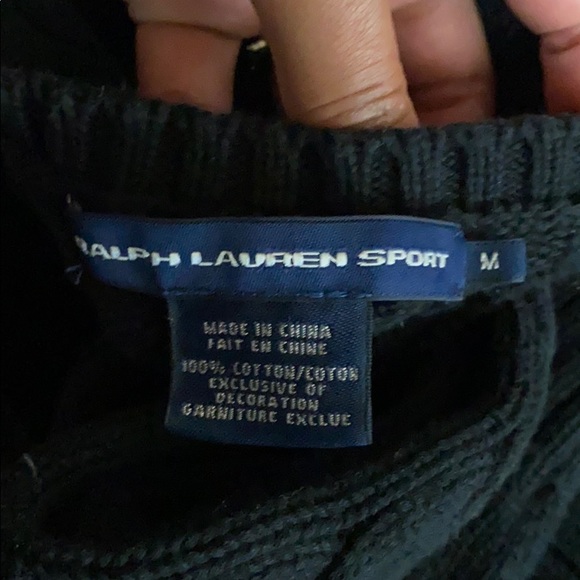 RALPH LAUREN SPORT M
MADE IN CHINA
FAIT EN CHINE
100% COTTON/COTON
EXCLUSIVE OF
DECORATION
GARNITURE EXCLUE